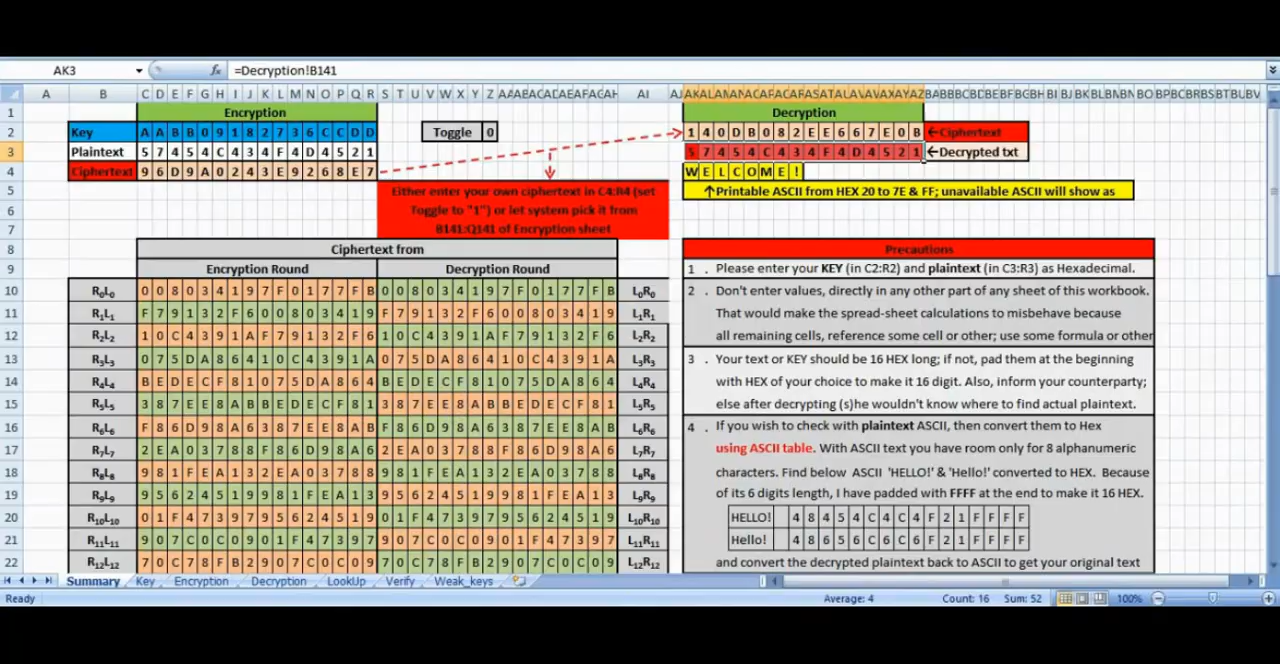 AK3 fx =Decryption!B141
A B C D E F G H I J K L M N O P Q R S T U V W X Y Z AI
1 Encryption Decryption
2 Key A A B B 0 9 1 8 2 7 3 6 C C D D Toggle 0 1 4 0 D B 0 8 2 E E 6 6 7 E 0 B ←Ciphertext
3 Plaintext 5 7 4 5 4 C 4 3 4 F 4 D 4 5 2 1 5 7 4 5 4 C 4 3 4 F 4 D 4 5 2 1 ←Decrypted txt
4 Ciphertext 9 6 D 9 A 0 2 4 3 E 9 2 6 8 E 7 W E L C O M E !
5 Either enter your own ciphertext in C4:R4 (set ↑Printable ASCII from HEX 20 to 7E & FF; unavailable ASCII will show as
6 Toggle to "1") or let system pick it from
7 B141:Q141 of Encryption sheet
8 Ciphertext from Precautions
9 Encryption Round Decryption Round 1 . Please enter your KEY (in C2:R2) and plaintext (in C3:R3) as Hexadecimal.
10 R0L0 0 0 8 0 3 4 1 9 7 F 0 1 7 7 F B 0 0 8 0 3 4 1 9 7 F 0 1 7 7 F B L0R0 2 . Don't enter values, directly in any other part of any sheet of this workbook.
11 R1L1 F 7 9 1 3 2 F 6 0 0 8 0 3 4 1 9 F 7 9 1 3 2 F 6 0 0 8 0 3 4 1 9 L1R1 That would make the spread-sheet calculations to misbehave because
12 R2L2 1 0 C 4 3 9 1 A F 7 9 1 3 2 F 6 1 0 C 4 3 9 1 A F 7 9 1 3 2 F 6 L2R2 all remaining cells, reference some cell or other; use some formula or other
13 R3L3 0 7 5 D A 8 6 4 1 0 C 4 3 9 1 A 0 7 5 D A 8 6 4 1 0 C 4 3 9 1 A L3R3 3 . Your text or KEY should be 16 HEX long; if not, pad them at the beginning
14 R4L4 B E D E C F 8 1 0 7 5 D A 8 6 4 B E D E C F 8 1 0 7 5 D A 8 6 4 L4R4 with HEX of your choice to make it 16 digit. Also, inform your counterparty;
15 R5L5 3 8 7 E E 8 A B B E D E C F 8 1 3 8 7 E E 8 A B B E D E C F 8 1 L5R5 else after decrypting (s)he wouldn't know where to find actual plaintext.
16 R6L6 F 8 6 D 9 8 A 6 3 8 7 E E 8 A B F 8 6 D 9 8 A 6 3 8 7 E E 8 A B L6R6 4 . If you wish to check with plaintext ASCII, then convert them to Hex
17 R7L7 2 E A 0 3 7 8 8 F 8 6 D 9 8 A 6 2 E A 0 3 7 8 8 F 8 6 D 9 8 A 6 L7R7 using ASCII table. With ASCII text you have room only for 8 alphanumeric
18 R8L8 9 8 1 F E A 1 3 2 E A 0 3 7 8 8 9 8 1 F E A 1 3 2 E A 0 3 7 8 8 L8R8 characters. Find below ASCII 'HELLO!' & 'Hello!' converted to HEX. Because
19 R9L9 9 5 6 2 4 5 1 9 9 8 1 F E A 1 3 9 5 6 2 4 5 1 9 9 8 1 F E A 1 3 L9R9 of its 6 digits length, I have padded with FFFF at the end to make it 16 HEX.
20 R10L10 0 1 F 4 7 3 9 7 9 5 6 2 4 5 1 9 0 1 F 4 7 3 9 7 9 5 6 2 4 5 1 9 L10R10 HELLO! 4 8 4 5 4 C 4 C 4 F 2 1 F F F F
21 R11L11 9 0 7 C 0 C 0 9 0 1 F 4 7 3 9 7 9 0 7 C 0 C 0 9 0 1 F 4 7 3 9 7 L11R11 Hello! 4 8 6 5 6 C 6 C 6 F 2 1 F F F F
22 R12L12 7 0 C 7 8 F B 2 9 0 7 C 0 C 0 9 7 0 C 7 8 F B 2 9 0 7 C 0 C 0 9 L12R12 and convert the decrypted plaintext back to ASCII to get your original text
Summary Key Encryption Decryption LookUp Verify Weak_keys
Ready Average: 4 Count: 16 Sum: 52 100%